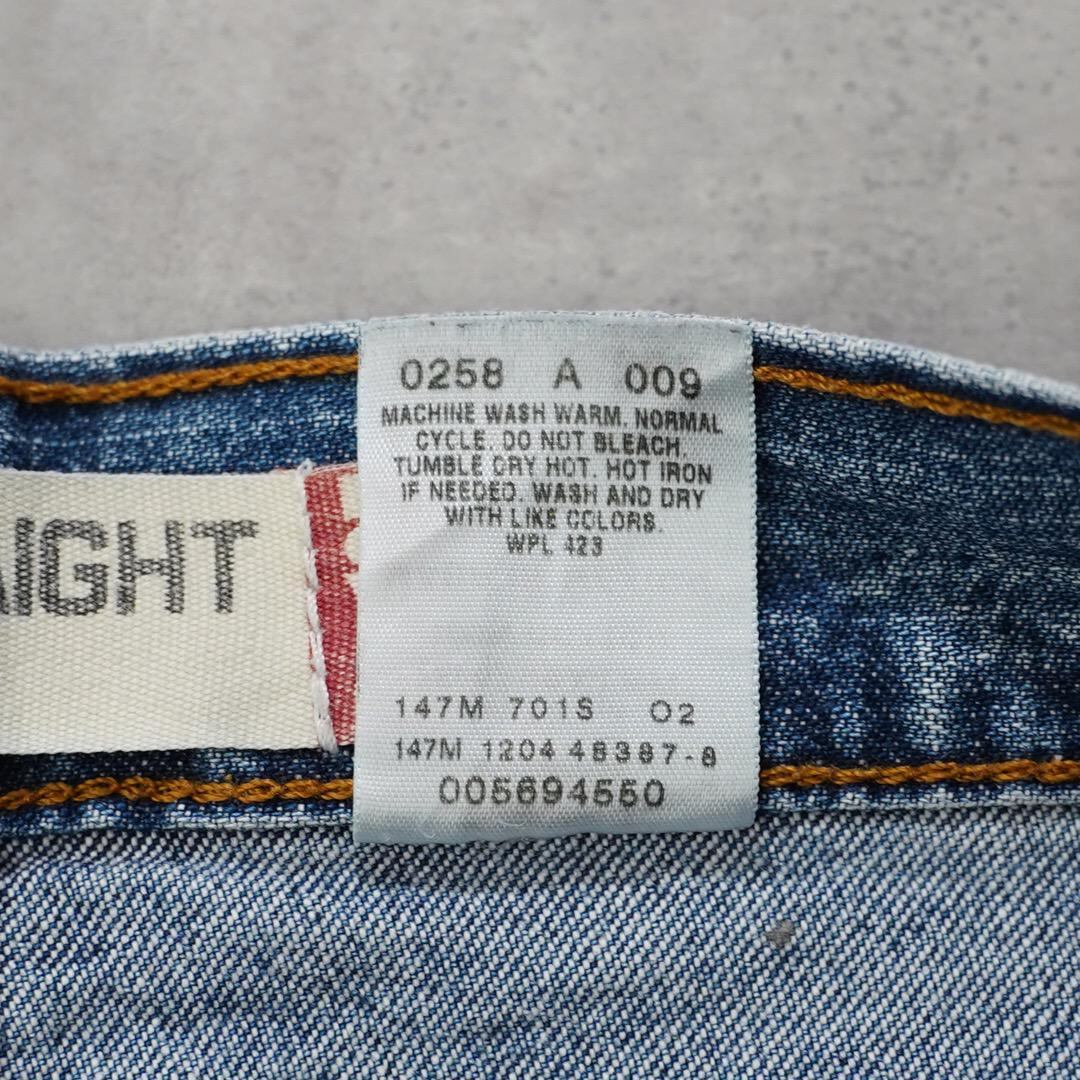 0258 A 009
MACHINE WASH WARM. NORMAL
CYCLE. DO NOT BLEACH.
TUMBLE DRY HOT. HOT IRON
IF NEEDED. WASH AND DRY
WITH LIKE COLORS.
WPL 423
AIGHT
147M 701S O2
147M 1204 48387-8
005694550